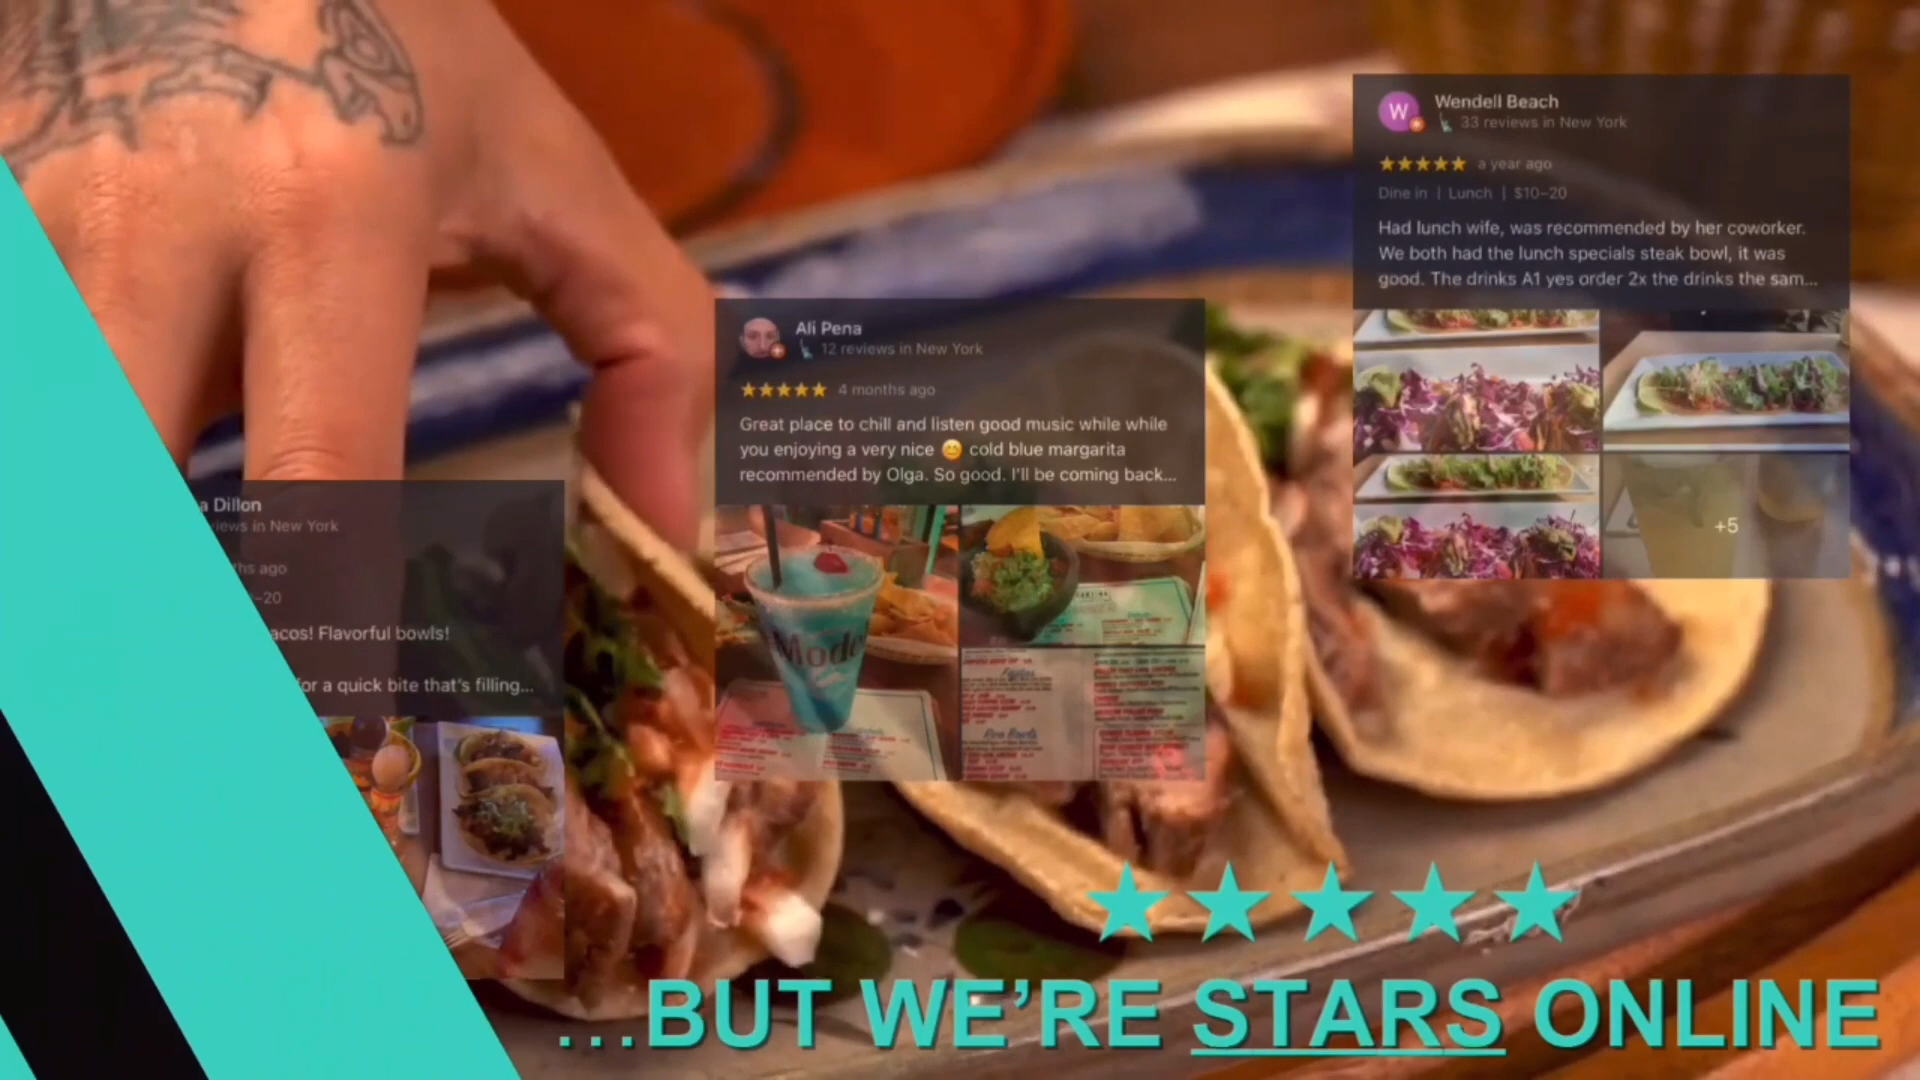 a Dillon
iews in New York
ths ago
–20
acos! Flavorful bowls!
for a quick bite that's filling...
Ali Pena
12 reviews in New York
4 months ago
Great place to chill and listen good music while while
you enjoying a very nice 😊 cold blue margarita
recommended by Olga. So good. I'll be coming back...
Mode
W
Wendell Beach
33 reviews in New York
a year ago
Dine in | Lunch | $10–20
Had lunch wife, was recommended by her coworker.
We both had the lunch specials steak bowl, it was
good. The drinks A1 yes order 2x the drinks the sam...
+5
...BUT WE'RE STARS ONLINE